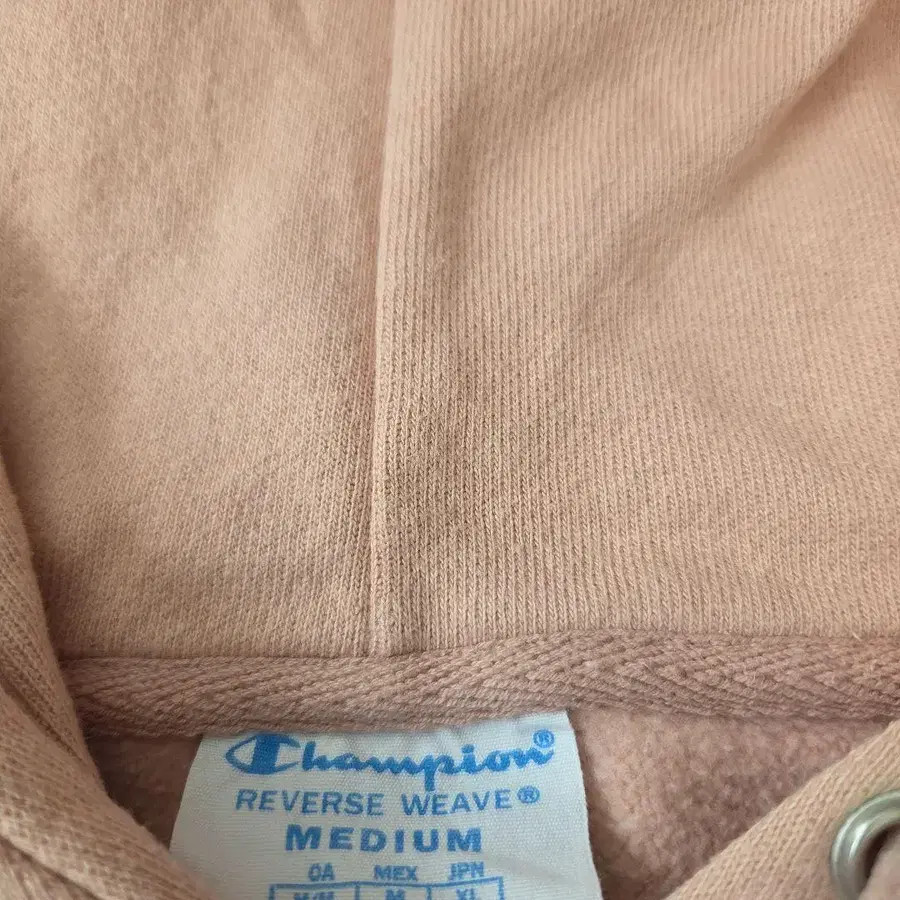 Champion®
REVERSE WEAVE®
MEDIUM
CA MEX JPN
M/M M XL